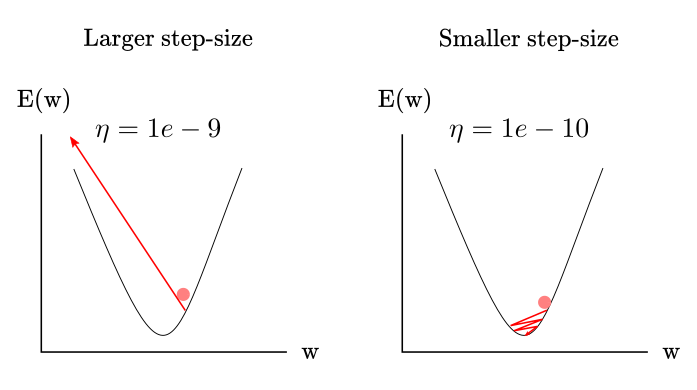 Larger step-size
E(w)
η = 1e − 9
w
Smaller step-size
E(w)
η = 1e − 10
w